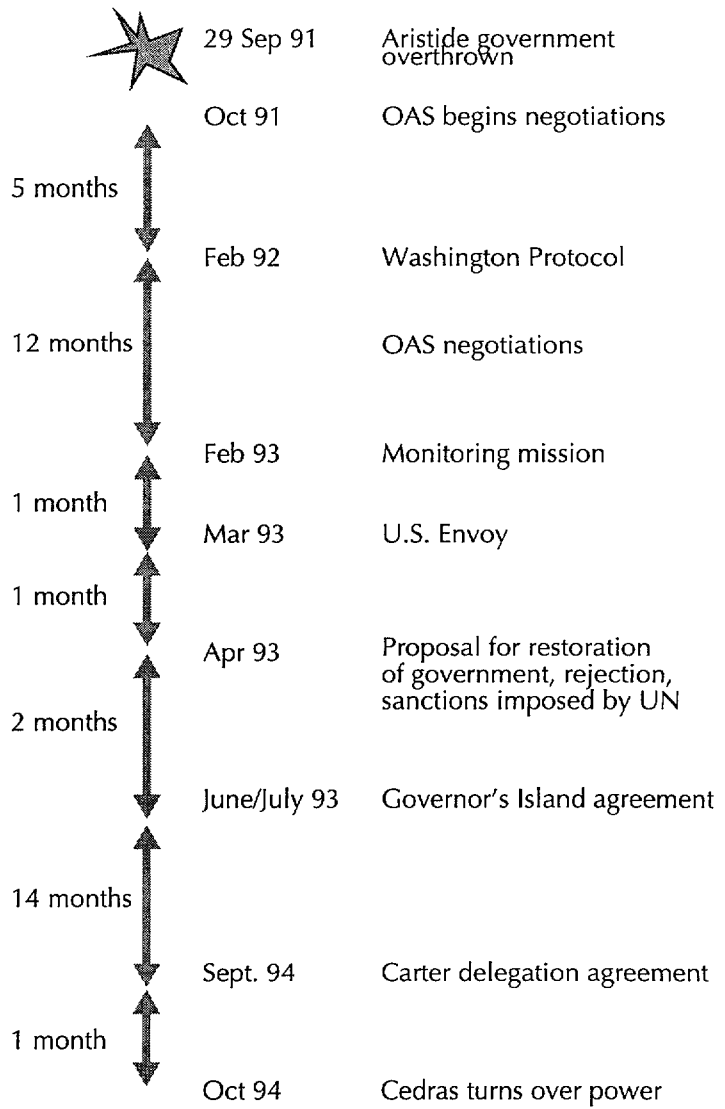 29 Sep 91 Aristide government
overthrown
Oct 91 OAS begins negotiations
5 months
Feb 92 Washington Protocol
12 months OAS negotiations
Feb 93 Monitoring mission
1 month
Mar 93 U.S. Envoy
1 month
Apr 93 Proposal for restoration
of government, rejection,
sanctions imposed by UN
2 months
June/July 93 Governor's Island agreement
14 months
Sept. 94 Carter delegation agreement
1 month
Oct 94 Cedras turns over power